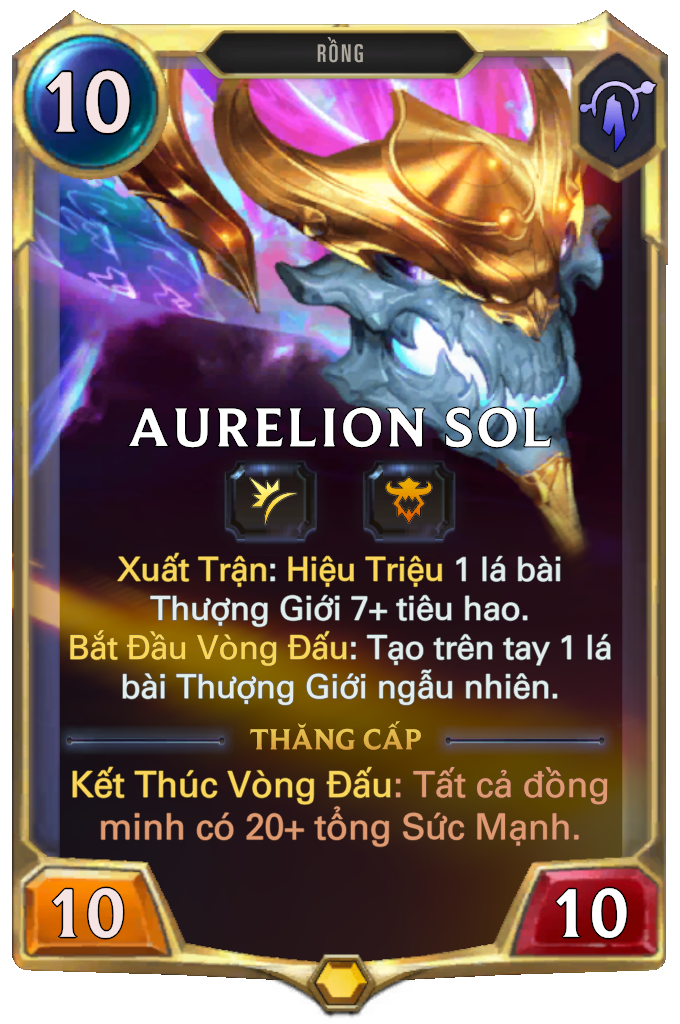 RỒNG
10
AURELION SOL
Xuất Trận: Hiệu Triệu 1 lá bài
Thượng Giới 7+ tiêu hao.
Bắt Đầu Vòng Đấu: Tạo trên tay 1 lá
bài Thượng Giới ngẫu nhiên.
THĂNG CẤP
Kết Thúc Vòng Đấu: Tất cả đồng
minh có 20+ tổng Sức Mạnh.
10
10